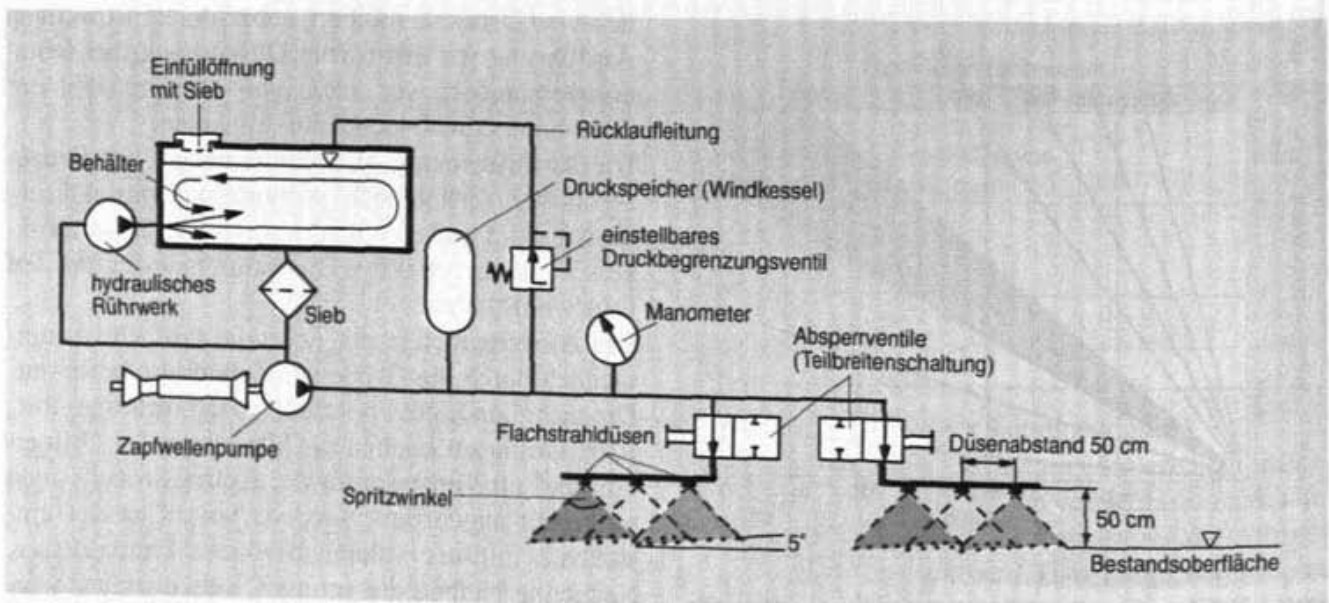 Einfüllöffnung
mit Sieb
Rücklaufleitung
Behälter
Druckspeicher (Windkessel)
einstellbares
Druckbegrenzungsventil
hydraulisches
Rührwerk
Sieb
Manometer
Absperrventile
(Teilbreitenschaltung)
Zapfwellenpumpe
Flachstrahldüsen
Düsenabstand 50 cm
Spritzwinkel
50 cm
5°
Bestandsoberfläche